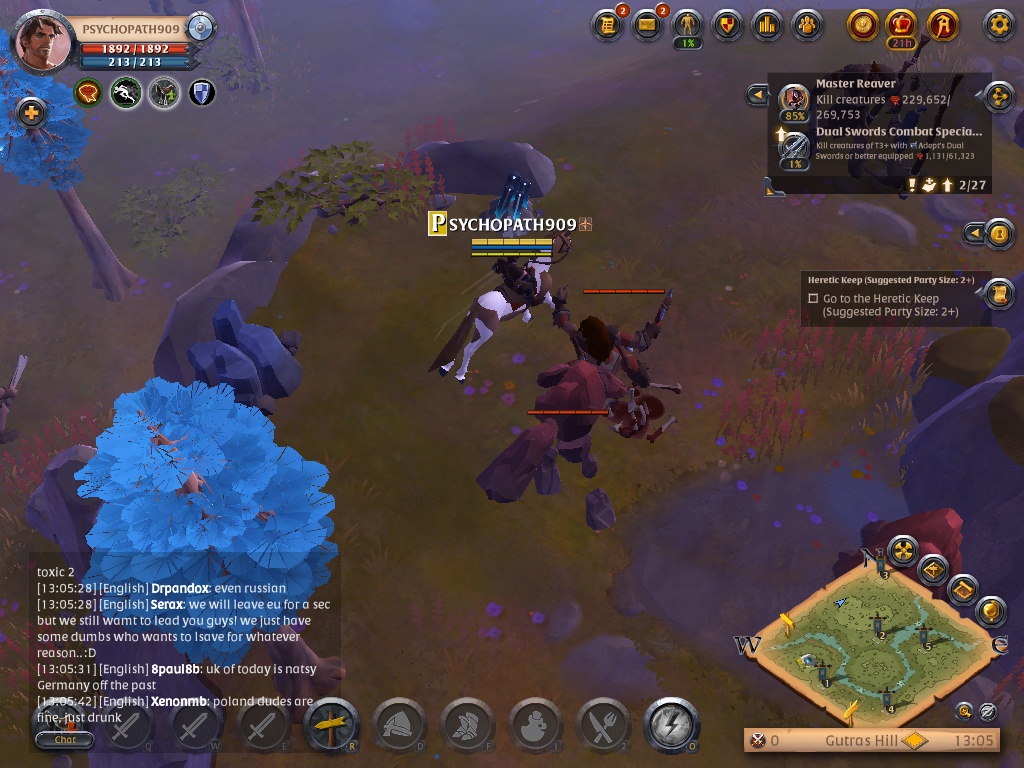 PSYCHOPATH909
1892 / 1892
213 / 213
2
2
1%
21h
Master Reaver
Kill creatures 229,652/
269,753
85%
Dual Swords Combat Specia...
Kill creatures of T3+ with Adept's Dual
Swords or better equipped 1,131/61,323
1%
2/27
PSYCHOPATH909
Heretic Keep (Suggested Party Size: 2+)
Go to the Heretic Keep
(Suggested Party Size: 2+)
toxic 2
[13:05:28] [English] Drpandox: even russian
[13:05:28] [English] Serax: we will leave eu for a sec
but we still wamt to lead you guys! we just have
some dumbs who wants to lsave for whatever
reason..:D
[13:05:31] [English] 8paul8b: uk of today is natsy
Germany off the past
[13:05:42] [English] Xenonmb: poland dudes are
fine, just drunk
Chat
Q
W
E
R
D
F
1
2
O
N
W
E
3
2
5
1
4
0
Gutras Hill
13:05